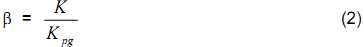 β = K / K_pg (2)